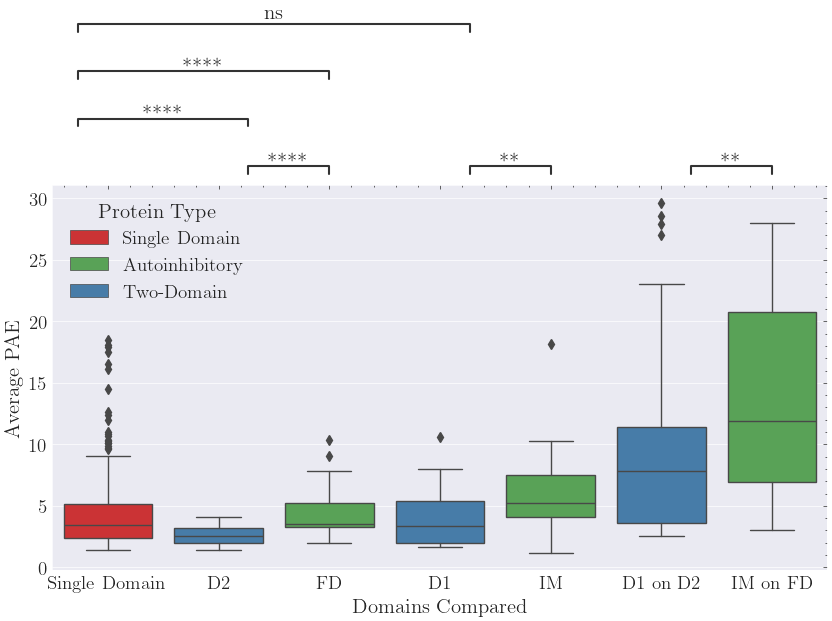 ns
****
****
****
**
**
30
25
20
15
10
5
0
Average PAE
Protein Type
Single Domain
Autoinhibitory
Two-Domain
Single Domain
D2
FD
D1
IM
D1 on D2
IM on FD
Domains Compared